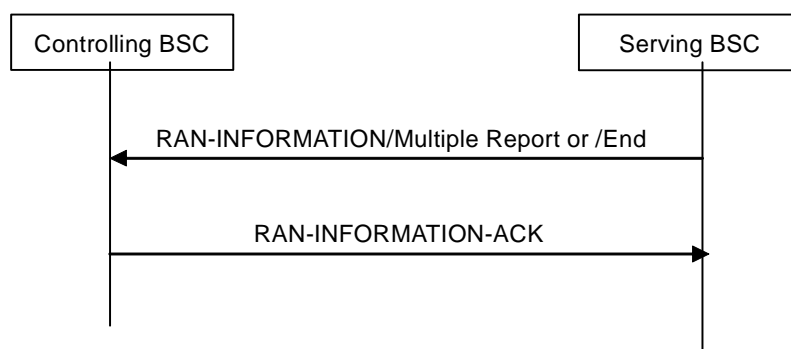 Controlling BSC
Serving BSC
RAN-INFORMATION/Multiple Report or /End
RAN-INFORMATION-ACK